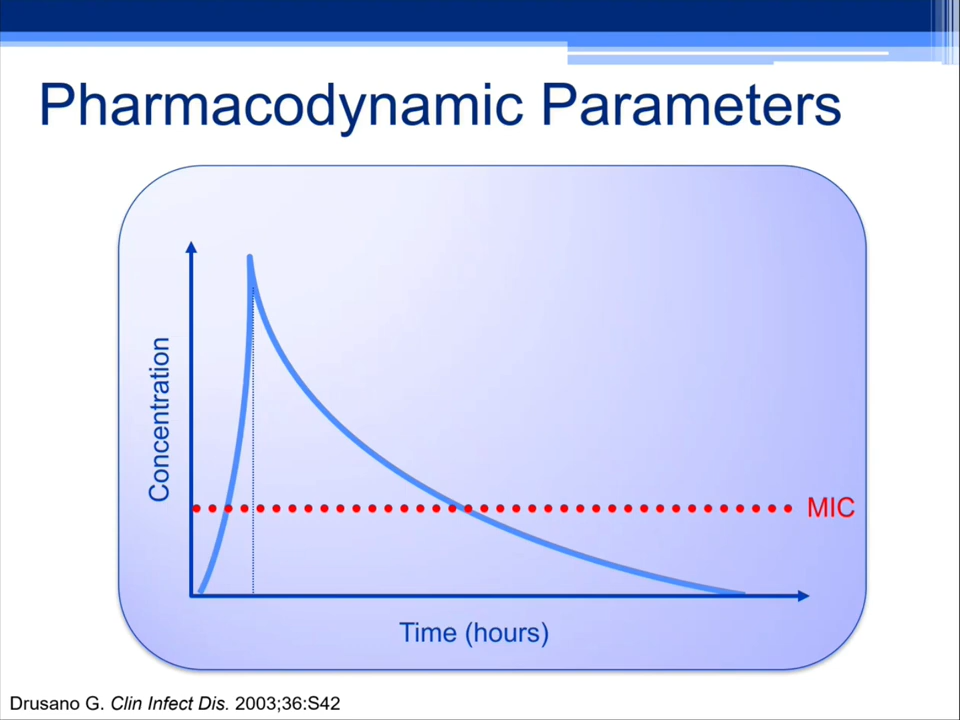 Pharmacodynamic Parameters
Concentration
MIC
Time (hours)
Drusano G. Clin Infect Dis. 2003;36:S42